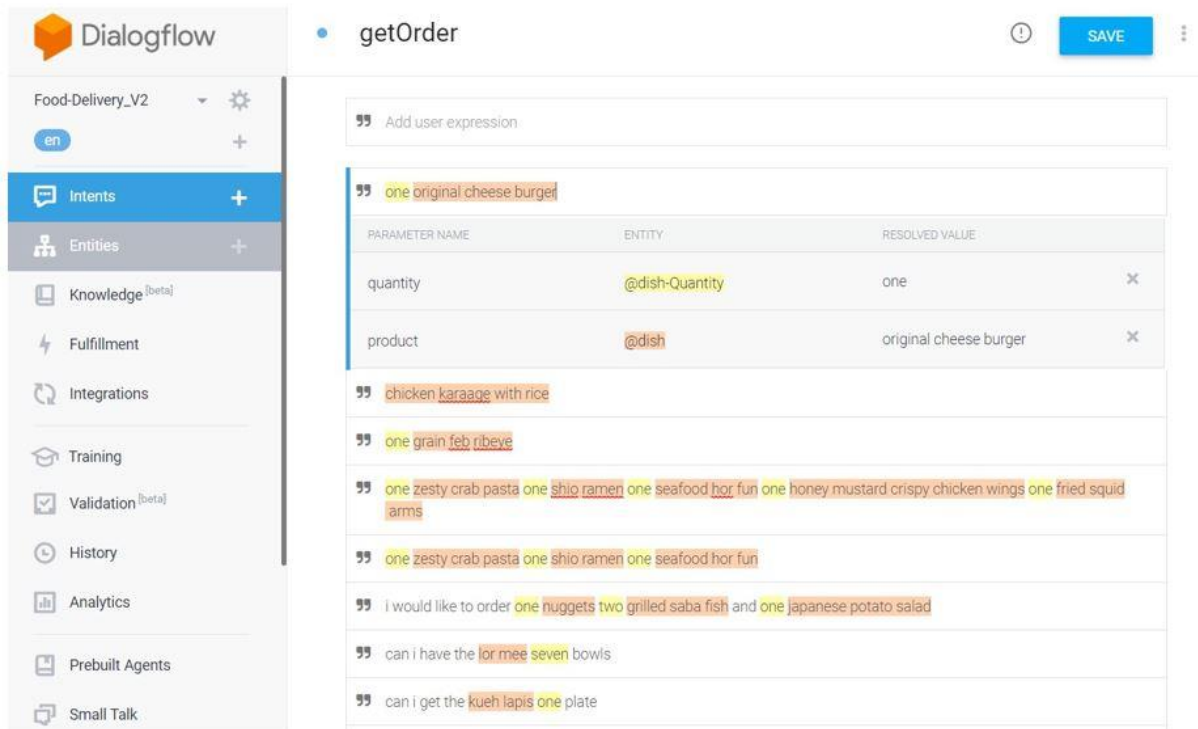 Dialogflow
getOrder
SAVE
Food-Delivery_V2
en
Intents
Entities
Knowledge [beta]
Fulfillment
Integrations
Training
Validation [beta]
History
Analytics
Prebuilt Agents
Small Talk
Add user expression
one original cheese burger
PARAMETER NAME ENTITY RESOLVED VALUE
quantity @dish-Quantity one
product @dish original cheese burger
chicken karaage with rice
one grain feb ribeye
one zesty crab pasta one shio ramen one seafood hor fun one honey mustard crispy chicken wings one fried squid
arms
one zesty crab pasta one shio ramen one seafood hor fun
i would like to order one nuggets two grilled saba fish and one japanese potato salad
can i have the lor mee seven bowls
can i get the kueh lapis one plate